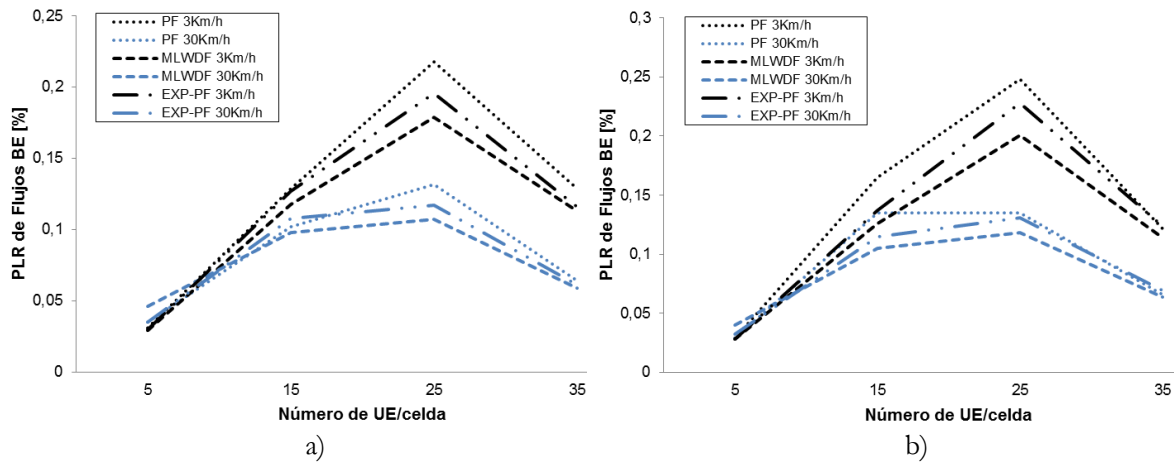 PLR de Flujos BE [%]
0,25
0,2
0,15
0,1
0,05
0
PF 3Km/h
PF 30Km/h
MLWDF 3Km/h
MLWDF 30Km/h
EXP-PF 3Km/h
EXP-PF 30Km/h
5 15 25 35
Número de UE/celda
a)
PLR de Flujos BE [%]
0,3
0,25
0,2
0,15
0,1
0,05
0
PF 3Km/h
PF 30Km/h
MLWDF 3Km/h
MLWDF 30Km/h
EXP-PF 3Km/h
EXP-PF 30Km/h
5 15 25 35
Número de UE/celda
b)